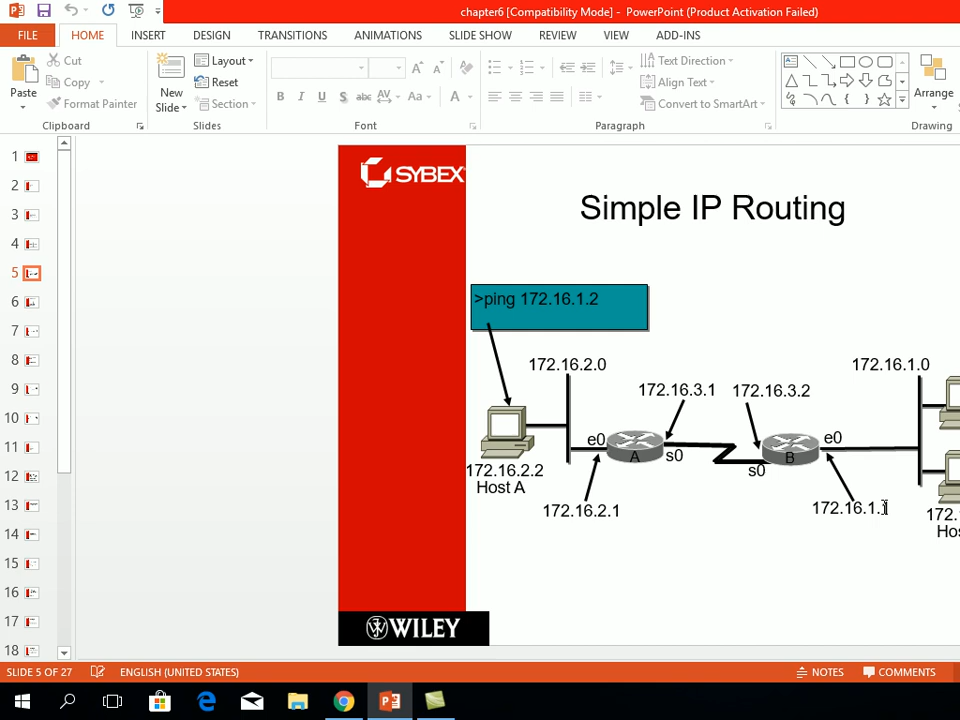 chapter6 [Compatibility Mode] - PowerPoint (Product Activation Failed)
FILE HOME INSERT DESIGN TRANSITIONS ANIMATIONS SLIDE SHOW REVIEW VIEW ADD-INS
Paste
Cut
Copy
Format Painter
Clipboard
New
Slide
Layout
Reset
Section
Slides
B I U S abc AV Aa A
Font
Text Direction
Align Text
Convert to SmartArt
Paragraph
Arrange
Drawing
1
2
3
4
5
6
7
8
9
10
11
12
13
14
15
16
17
18
SYBEX
Simple IP Routing
>ping 172.16.1.2
172.16.2.0
172.16.3.1
172.16.3.2
172.16.1.0
e0
A
s0
s0
B
e0
172.16.2.2
Host A
172.16.2.1
172.16.1.1
172.
WILEY
SLIDE 5 OF 27 ENGLISH (UNITED STATES) NOTES COMMENTS